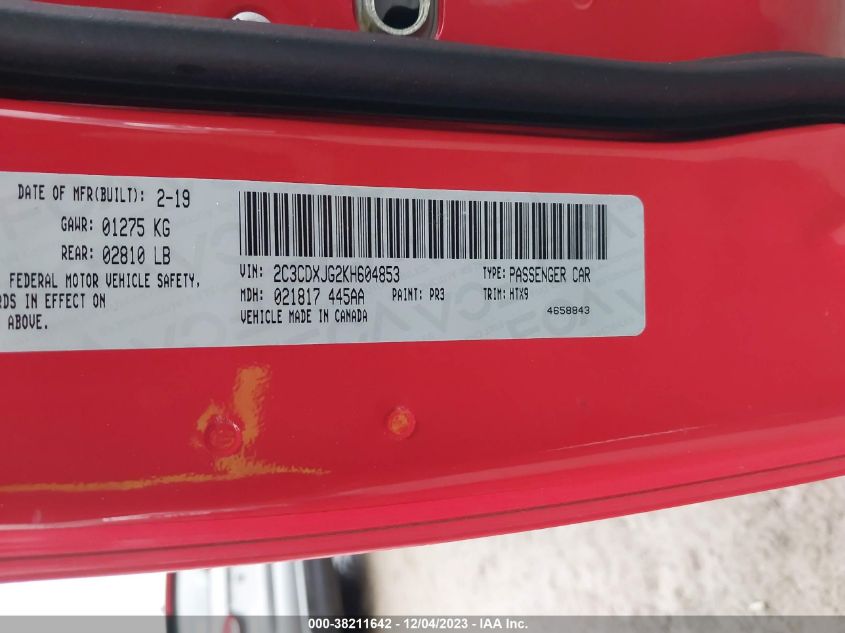 DATE OF MFR(BUILT): 2-19
GAWR: 01275 KG
REAR: 02810 LB
FEDERAL MOTOR VEHICLE SAFETY,
RDS IN EFFECT ON
ABOVE.
VIN: 2C3CDXJG2KH604853 TYPE: PASSENGER CAR
MDH: 021817 445AA PAINT: PR3 TRIM: HTX9
VEHICLE MADE IN CANADA 4658843
000-38211642 - 12/04/2023 - IAA Inc.